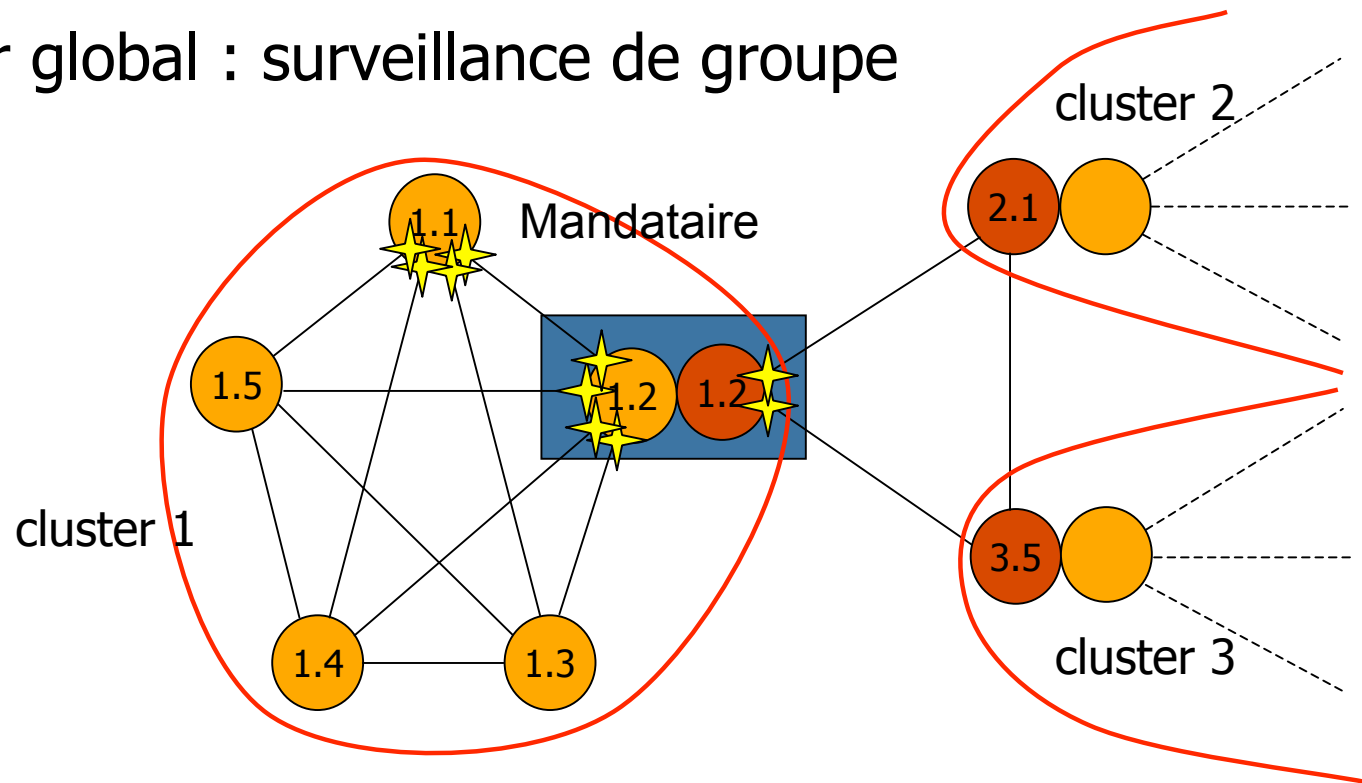 r global : surveillance de groupe
cluster 2
1.1
Mandataire
2.1
1.5
1.2
1.2
cluster 1
3.5
1.4
1.3
cluster 3